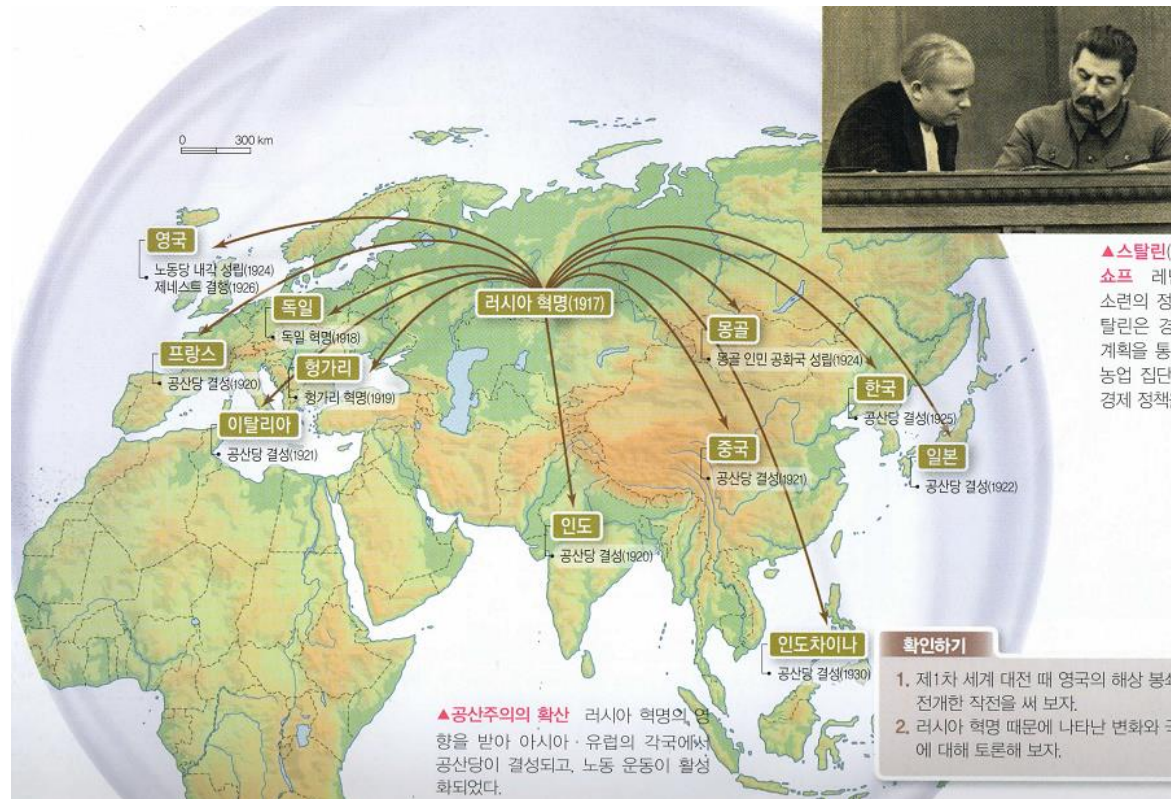 0 300 km
영국
노동당 내각 성립(1924)
제네스트 결행(1926)
독일
독일 혁명(1918)
프랑스
공산당 결성(1920)
헝가리
헝가리 혁명(1919)
이탈리아
공산당 결성(1921)
러시아 혁명(1917)
몽골
몽골 인민 공화국 성립(1924)
한국
공산당 결성(1925)
중국
공산당 결성(1921)
일본
공산당 결성(1922)
인도
공산당 결성(1920)
인도차이나
공산당 결성(1930)
▲스탈린(
쇼프 레닌
소련의 정
탈린은 경
계획을 통
농업 집단
경제 정책
▲공산주의의 확산 러시아 혁명의 영
향을 받아 아시아·유럽의 각국에서
공산당이 결성되고, 노동 운동이 활성
화되었다.
확인하기
1. 제1차 세계 대전 때 영국의 해상 봉쇄
전개한 작전을 써 보자.
2. 러시아 혁명 때문에 나타난 변화와
에 대해 토론해 보자.